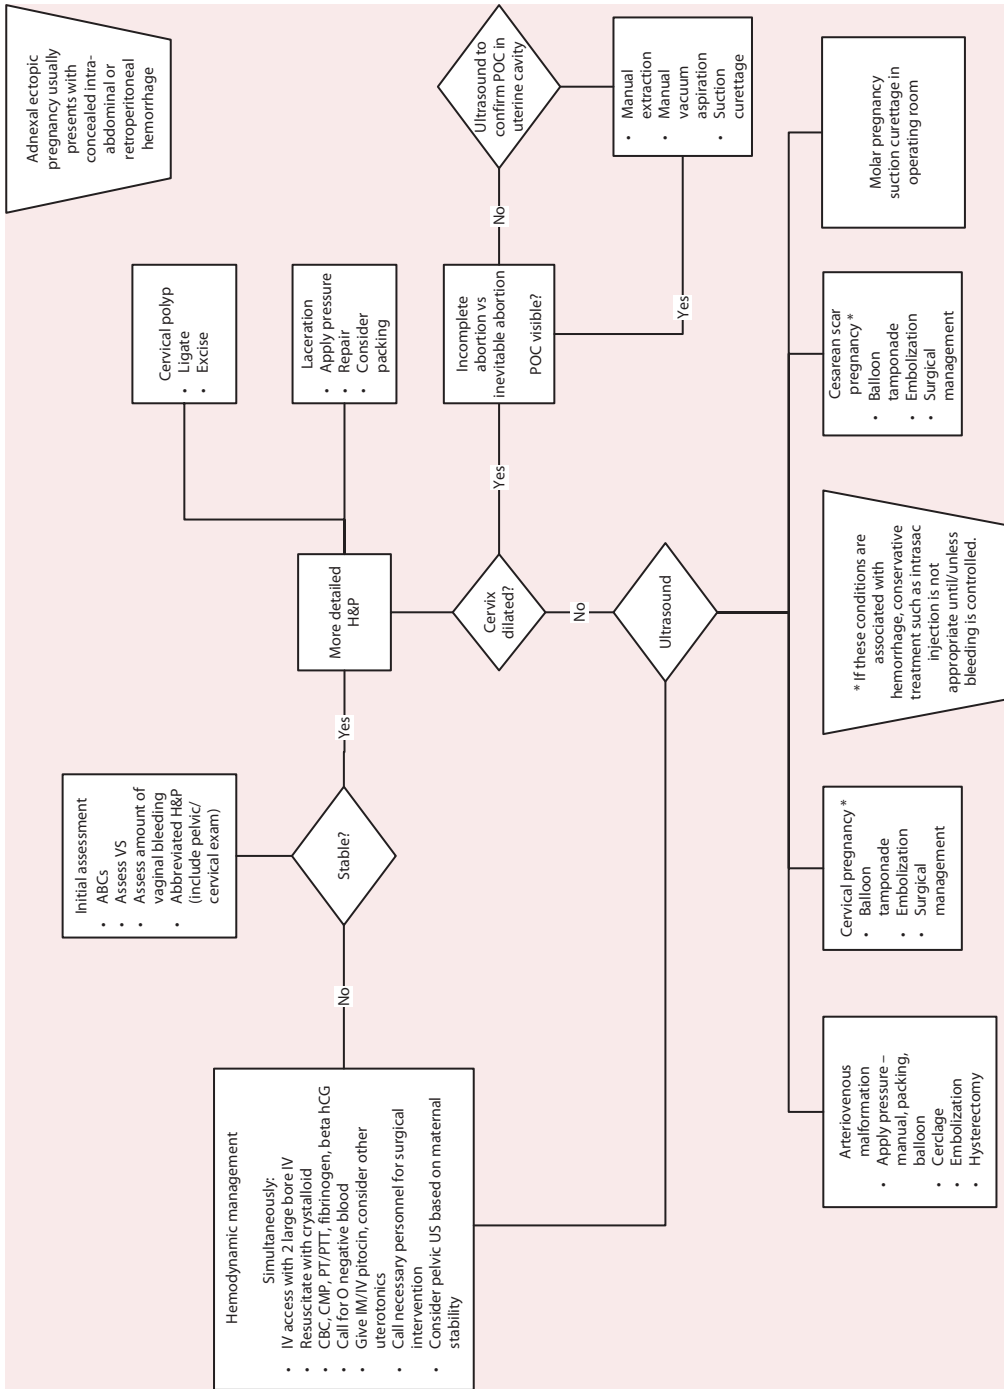 Adnexal ectopic
pregnancy usually
presents with
concealed intra-
abdominal or
retroperitoneal
hemorrhage
Initial assessment
• ABCs
• Assess VS
• Assess amount of
vaginal bleeding
• Abbreviated H&P
(include pelvic/
cervical exam)
Stable?
No
Yes
Hemodynamic management
Simultaneously:
• IV access with 2 large bore IV
• Resuscitate with crystalloid
• CBC, CMP, PT/PTT, fibrinogen, beta hCG
• Call for O negative blood
• Give IM/IV pitocin, consider other
uterotonics
• Call necessary personnel for surgical
intervention
• Consider pelvic US based on maternal
stability
More detailed
H&P
Cervical polyp
• Ligate
• Excise
Laceration
• Apply pressure
• Repair
• Consider
packing
Cervix
dilated?
Yes
No
Incomplete
abortion vs
inevitable abortion
POC visible?
No
Yes
Ultrasound to
confirm POC in
uterine cavity
• Manual
extraction
• Manual
vacuum
aspiration
• Suction
curettage
Ultrasound
Arteriovenous
malformation
• Apply pressure –
manual, packing,
balloon
• Cerclage
• Embolization
• Hysterectomy
Cervical pregnancy *
• Balloon
tamponade
• Embolization
• Surgical
management
* If these conditions are
associated with
hemorrhage, conservative
treatment such as intrasac
injection is not
appropriate until/unless
bleeding is controlled.
Cesarean scar
pregnancy *
• Balloon
tamponade
• Embolization
• Surgical
management
Molar pregnancy
suction curettage in
operating room